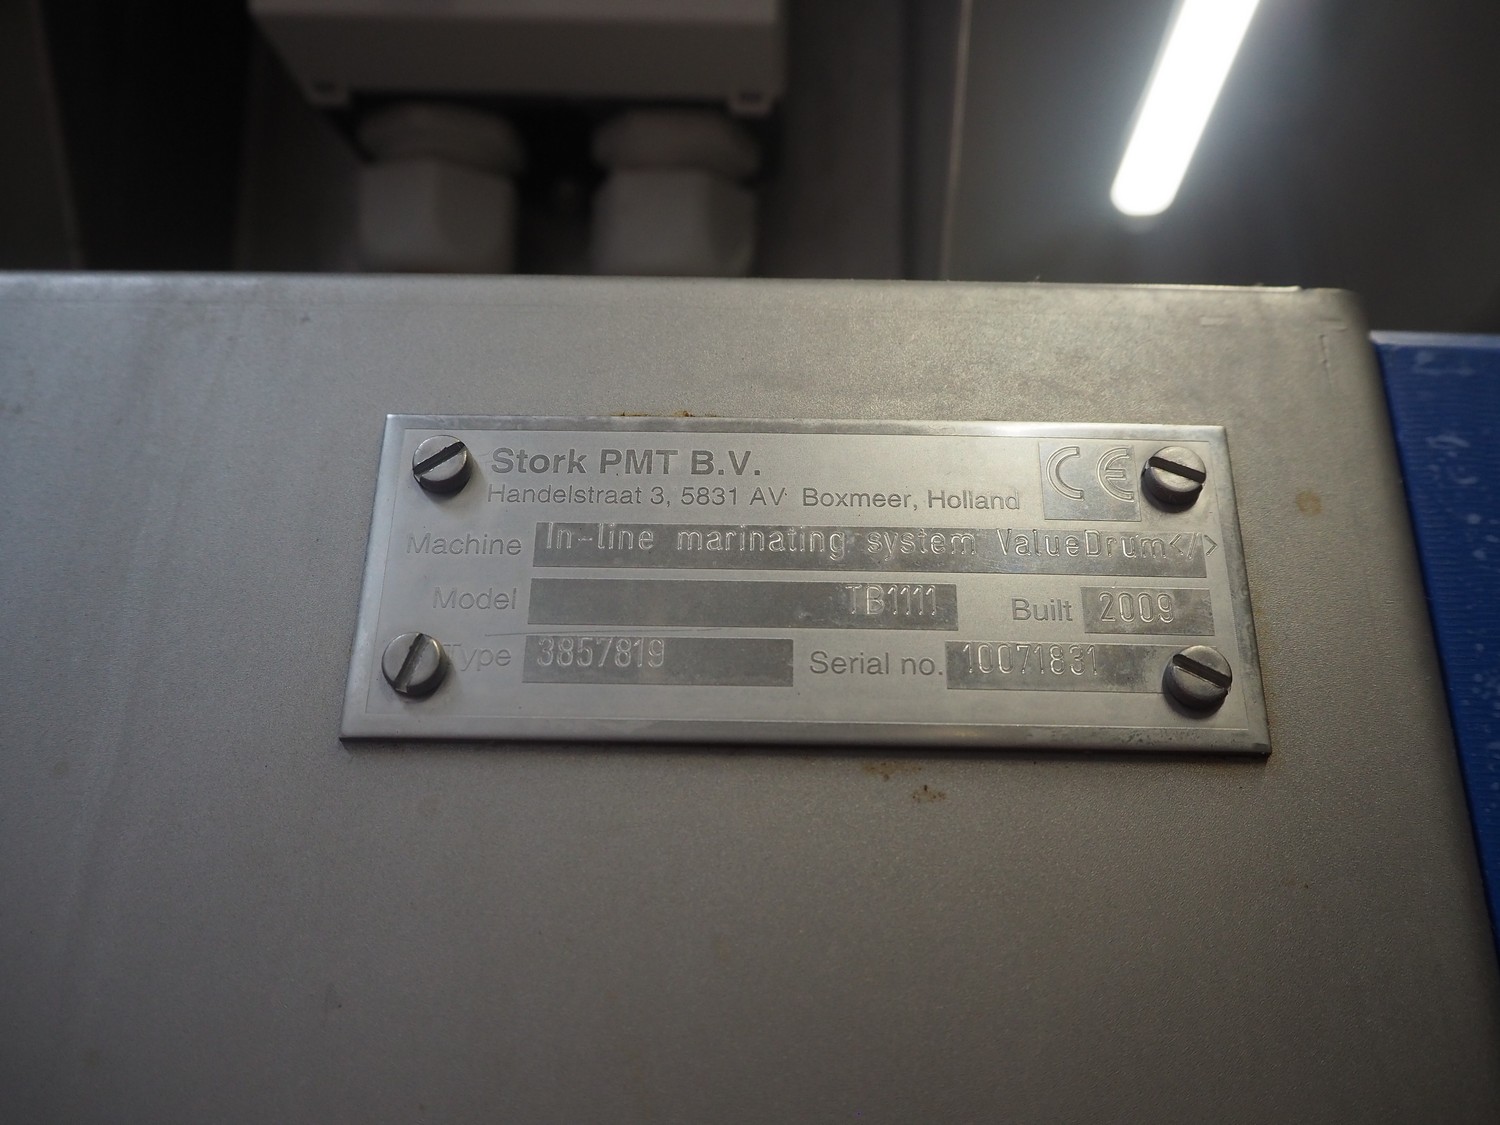 Stork PMT B.V.
Handelstraat 3, 5831 AV Boxmeer, Holland
CE
Machine In-line marinating system ValueDrum</>
Model TB1111 Built 2009
Type 3857819 Serial no. 10071831